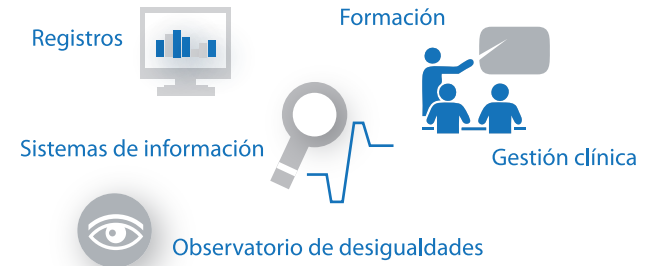 Registros
Formación
Sistemas de información
Gestión clínica
Observatorio de desigualdades